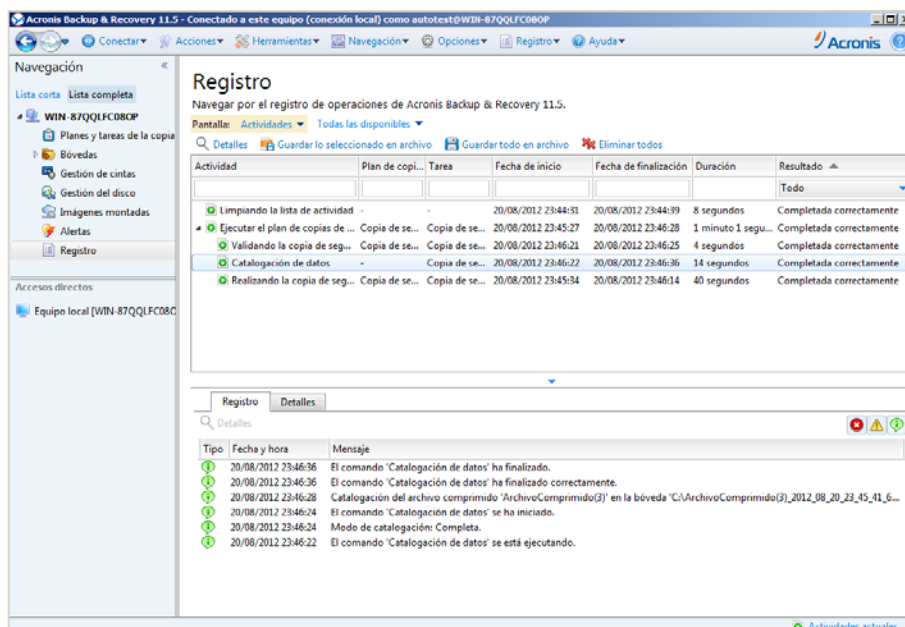 Acronis Backup & Recovery 11.5 - Conectado a este equipo (conexión local) como autotest@WIN-87QQLFC08OP
Conectar Acciones Herramientas Navegación Opciones Registro Ayuda Acronis
Navegación
Lista corta Lista completa
WIN-87QQLFC08OP
Planes y tareas de la copia
Bóvedas
Gestión de cintas
Gestión del disco
Imágenes montadas
Alertas
Registro
Accesos directos
Equipo local [WIN-87QQLFC08O
Registro
Navegar por el registro de operaciones de Acronis Backup & Recovery 11.5.
Pantalla: Actividades Todas las disponibles
Detalles Guardar lo seleccionado en archivo Guardar todo en archivo Eliminar todos
Actividad Plan de copi... Tarea Fecha de inicio Fecha de finalización Duración Resultado
Todo
Limpiando la lista de actividad - - 20/08/2012 23:44:31 20/08/2012 23:44:39 8 segundos Completada correctamente
Ejecutar el plan de copias de ... Copia de se... Copia de se... 20/08/2012 23:45:27 20/08/2012 23:46:28 1 minuto 1 segu... Completada correctamente
Validando la copia de seg... Copia de se... Copia de se... 20/08/2012 23:46:21 20/08/2012 23:46:25 4 segundos Completada correctamente
Catalogación de datos - Copia de se... 20/08/2012 23:46:22 20/08/2012 23:46:36 14 segundos Completada correctamente
Realizando la copia de seg... Copia de se... Copia de se... 20/08/2012 23:45:34 20/08/2012 23:46:14 40 segundos Completada correctamente
Registro Detalles
Detalles
Tipo Fecha y hora Mensaje
20/08/2012 23:46:36 El comando 'Catalogación de datos' ha finalizado.
20/08/2012 23:46:36 El comando 'Catalogación de datos' ha finalizado correctamente.
20/08/2012 23:46:28 Catalogación del archivo comprimido 'ArchivoComprimido(3)' en la bóveda 'C:\ArchivoComprimido(3)_2012_08_20_23_45_41_6...
20/08/2012 23:46:24 El comando 'Catalogación de datos' se ha iniciado.
20/08/2012 23:46:24 Modo de catalogación: Completa.
20/08/2012 23:46:22 El comando 'Catalogación de datos' se está ejecutando.
Actividades actuales